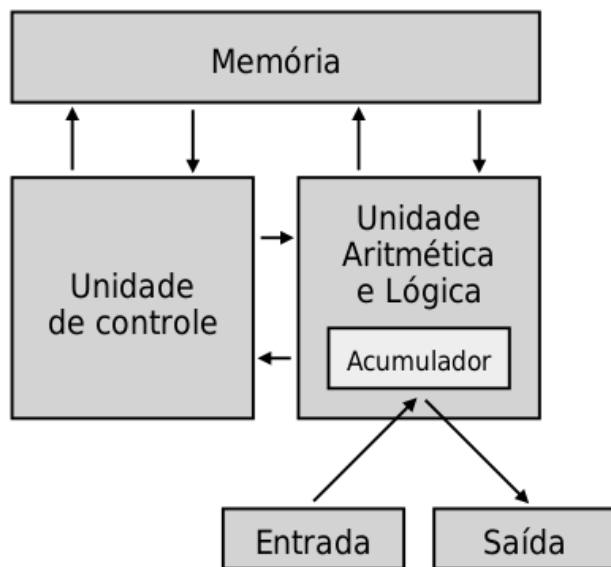 Memória
Unidade
de controle
Unidade
Aritmética
e Lógica
Acumulador
Entrada
Saída